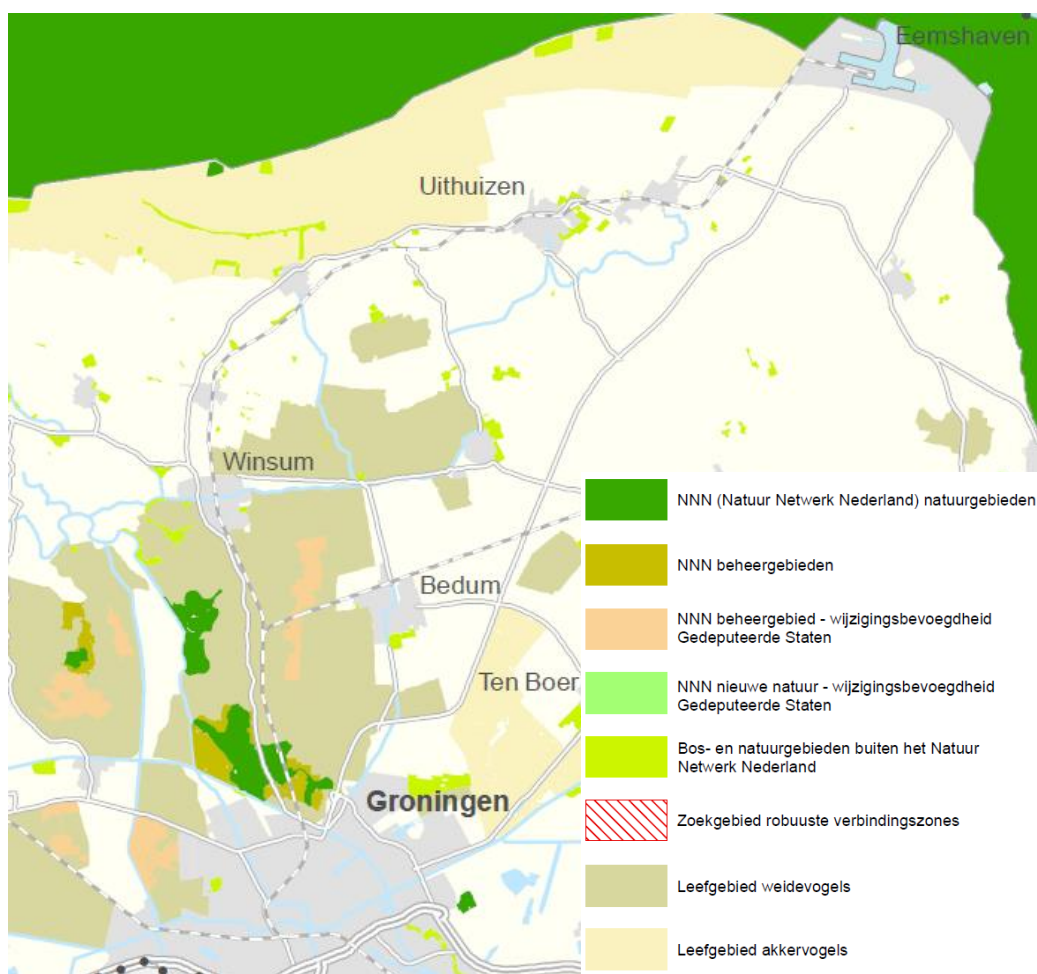 Eemshaven
Uithuizen
Winsum
Bedum
Ten Boer
Groningen
NNN (Natuur Netwerk Nederland) natuurgebieden
NNN beheergebieden
NNN beheergebied - wijzigingsbevoegdheid
Gedeputeerde Staten
NNN nieuwe natuur - wijzigingsbevoegdheid
Gedeputeerde Staten
Bos- en natuurgebieden buiten het Natuur
Netwerk Nederland
Zoekgebied robuuste verbindingszones
Leefgebied weidevogels
Leefgebied akkervogels